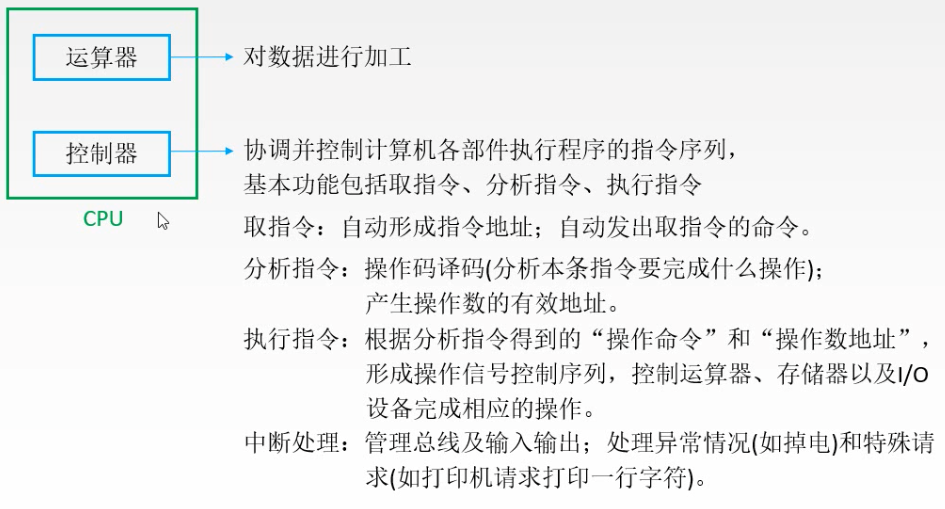 运算器
对数据进行加工
控制器
协调并控制计算机各部件执行程序的指令序列，
基本功能包括取指令、分析指令、执行指令
CPU
取指令：自动形成指令地址；自动发出取指令的命令。
分析指令：操作码译码(分析本条指令要完成什么操作)；
产生操作数的有效地址。
执行指令：根据分析指令得到的“操作命令”和“操作数地址”，
形成操作信号控制序列，控制运算器、存储器以及I/O
设备完成相应的操作。
中断处理：管理总线及输入输出；处理异常情况(如掉电)和特殊请
求(如打印机请求打印一行字符)。